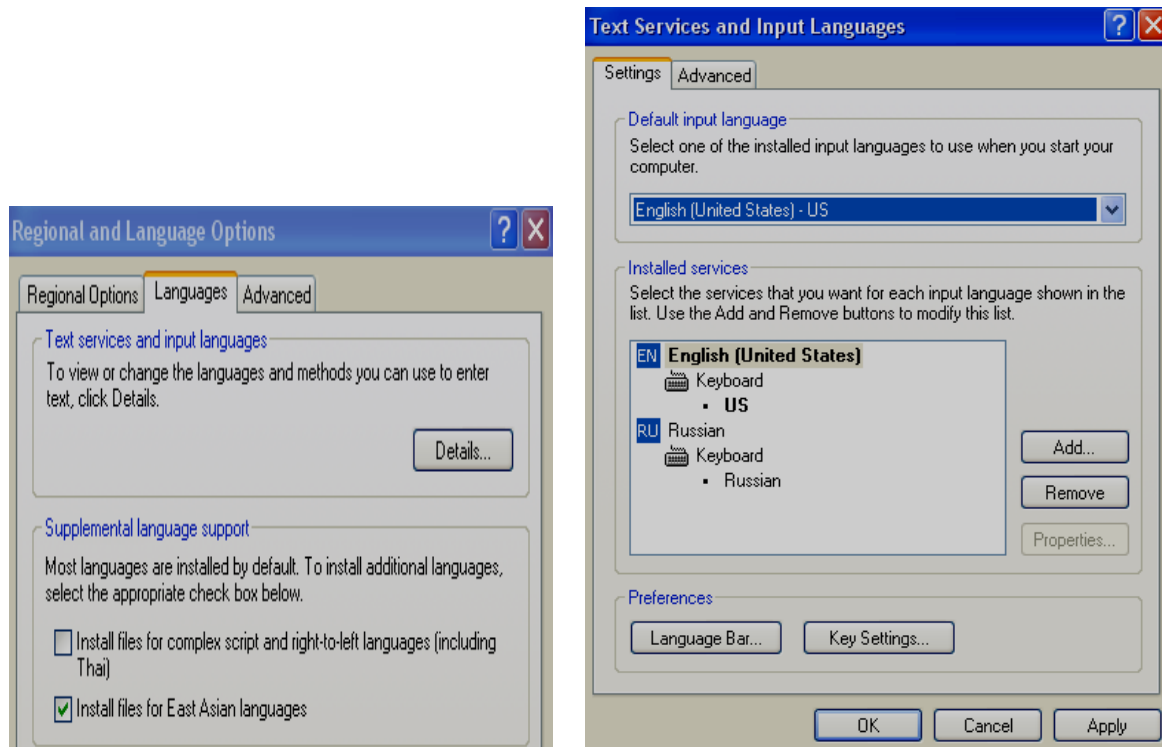 Regional and Language Options
Regional Options Languages Advanced
Text services and input languages
To view or change the languages and methods you can use to enter
text, click Details.
Details...
Supplemental language support
Most languages are installed by default. To install additional languages,
select the appropriate check box below.
Install files for complex script and right-to-left languages (including
Thai)
Install files for East Asian languages
Text Services and Input Languages
Settings Advanced
Default input language
Select one of the installed input languages to use when you start your
computer.
English (United States) - US
Installed services
Select the services that you want for each input language shown in the
list. Use the Add and Remove buttons to modify this list.
EN English (United States)
Keyboard
US
RU Russian
Keyboard
Russian
Add...
Remove
Properties...
Preferences
Language Bar... Key Settings...
OK Cancel Apply